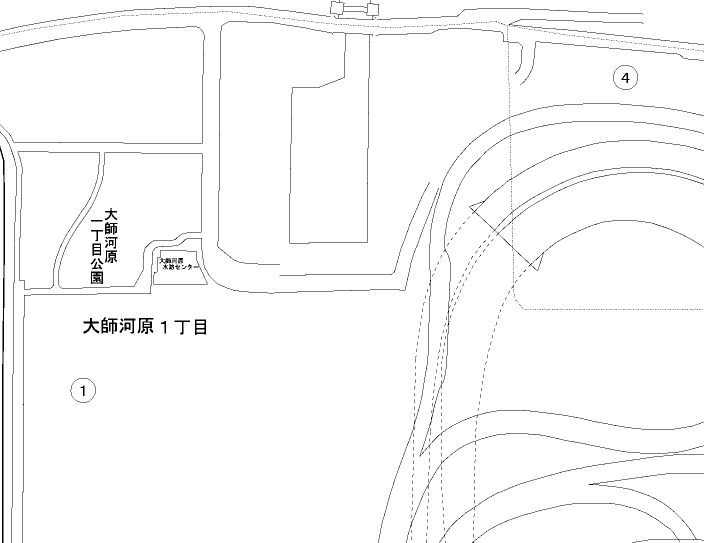 ④
大師河原
一丁目公園
大師河原
水防センター
大師河原１丁目
①